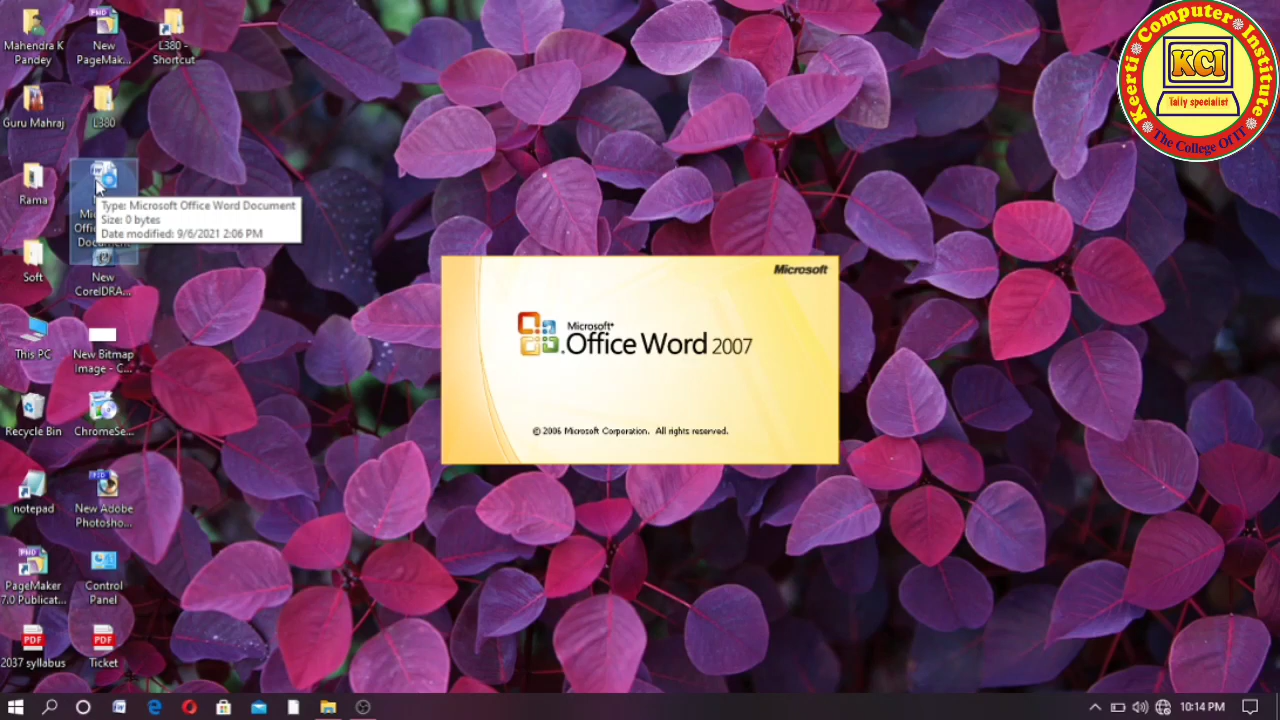 Mahendra K
Pandey
New
PageMak...
L380 -
Shortcut
Guru Mahraj
L380
Rama
Type: Microsoft Office Word Document
Size: 0 bytes
Date modified: 9/6/2021 2:06 PM
Soft
New
CorelDRA...
This PC
New Bitmap
Image - C...
Recycle Bin
ChromeSe...
notepad
New Adobe
Photosho...
PageMaker
7.0 Publicat...
Control
Panel
2037 syllabus
Ticket
Microsoft
Microsoft
Office Word 2007
© 2006 Microsoft Corporation. All rights reserved.
Keerti Computer Institute
KCI
Tally specialist
The College Of IT
10:14 PM